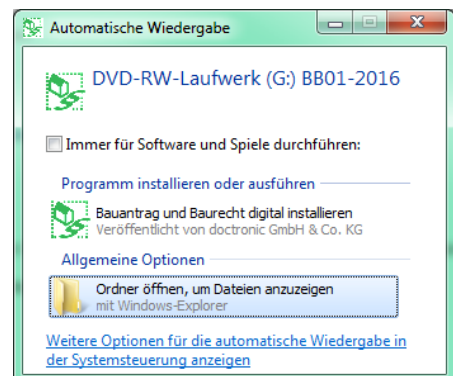 Automatische Wiedergabe
DVD-RW-Laufwerk (G:) BB01-2016
Immer für Software und Spiele durchführen:
Programm installieren oder ausführen
Bauantrag und Baurecht digital installieren
Veröffentlicht von doctronic GmbH & Co. KG
Allgemeine Optionen
Ordner öffnen, um Dateien anzuzeigen
mit Windows-Explorer
Weitere Optionen für die automatische Wiedergabe in
der Systemsteuerung anzeigen